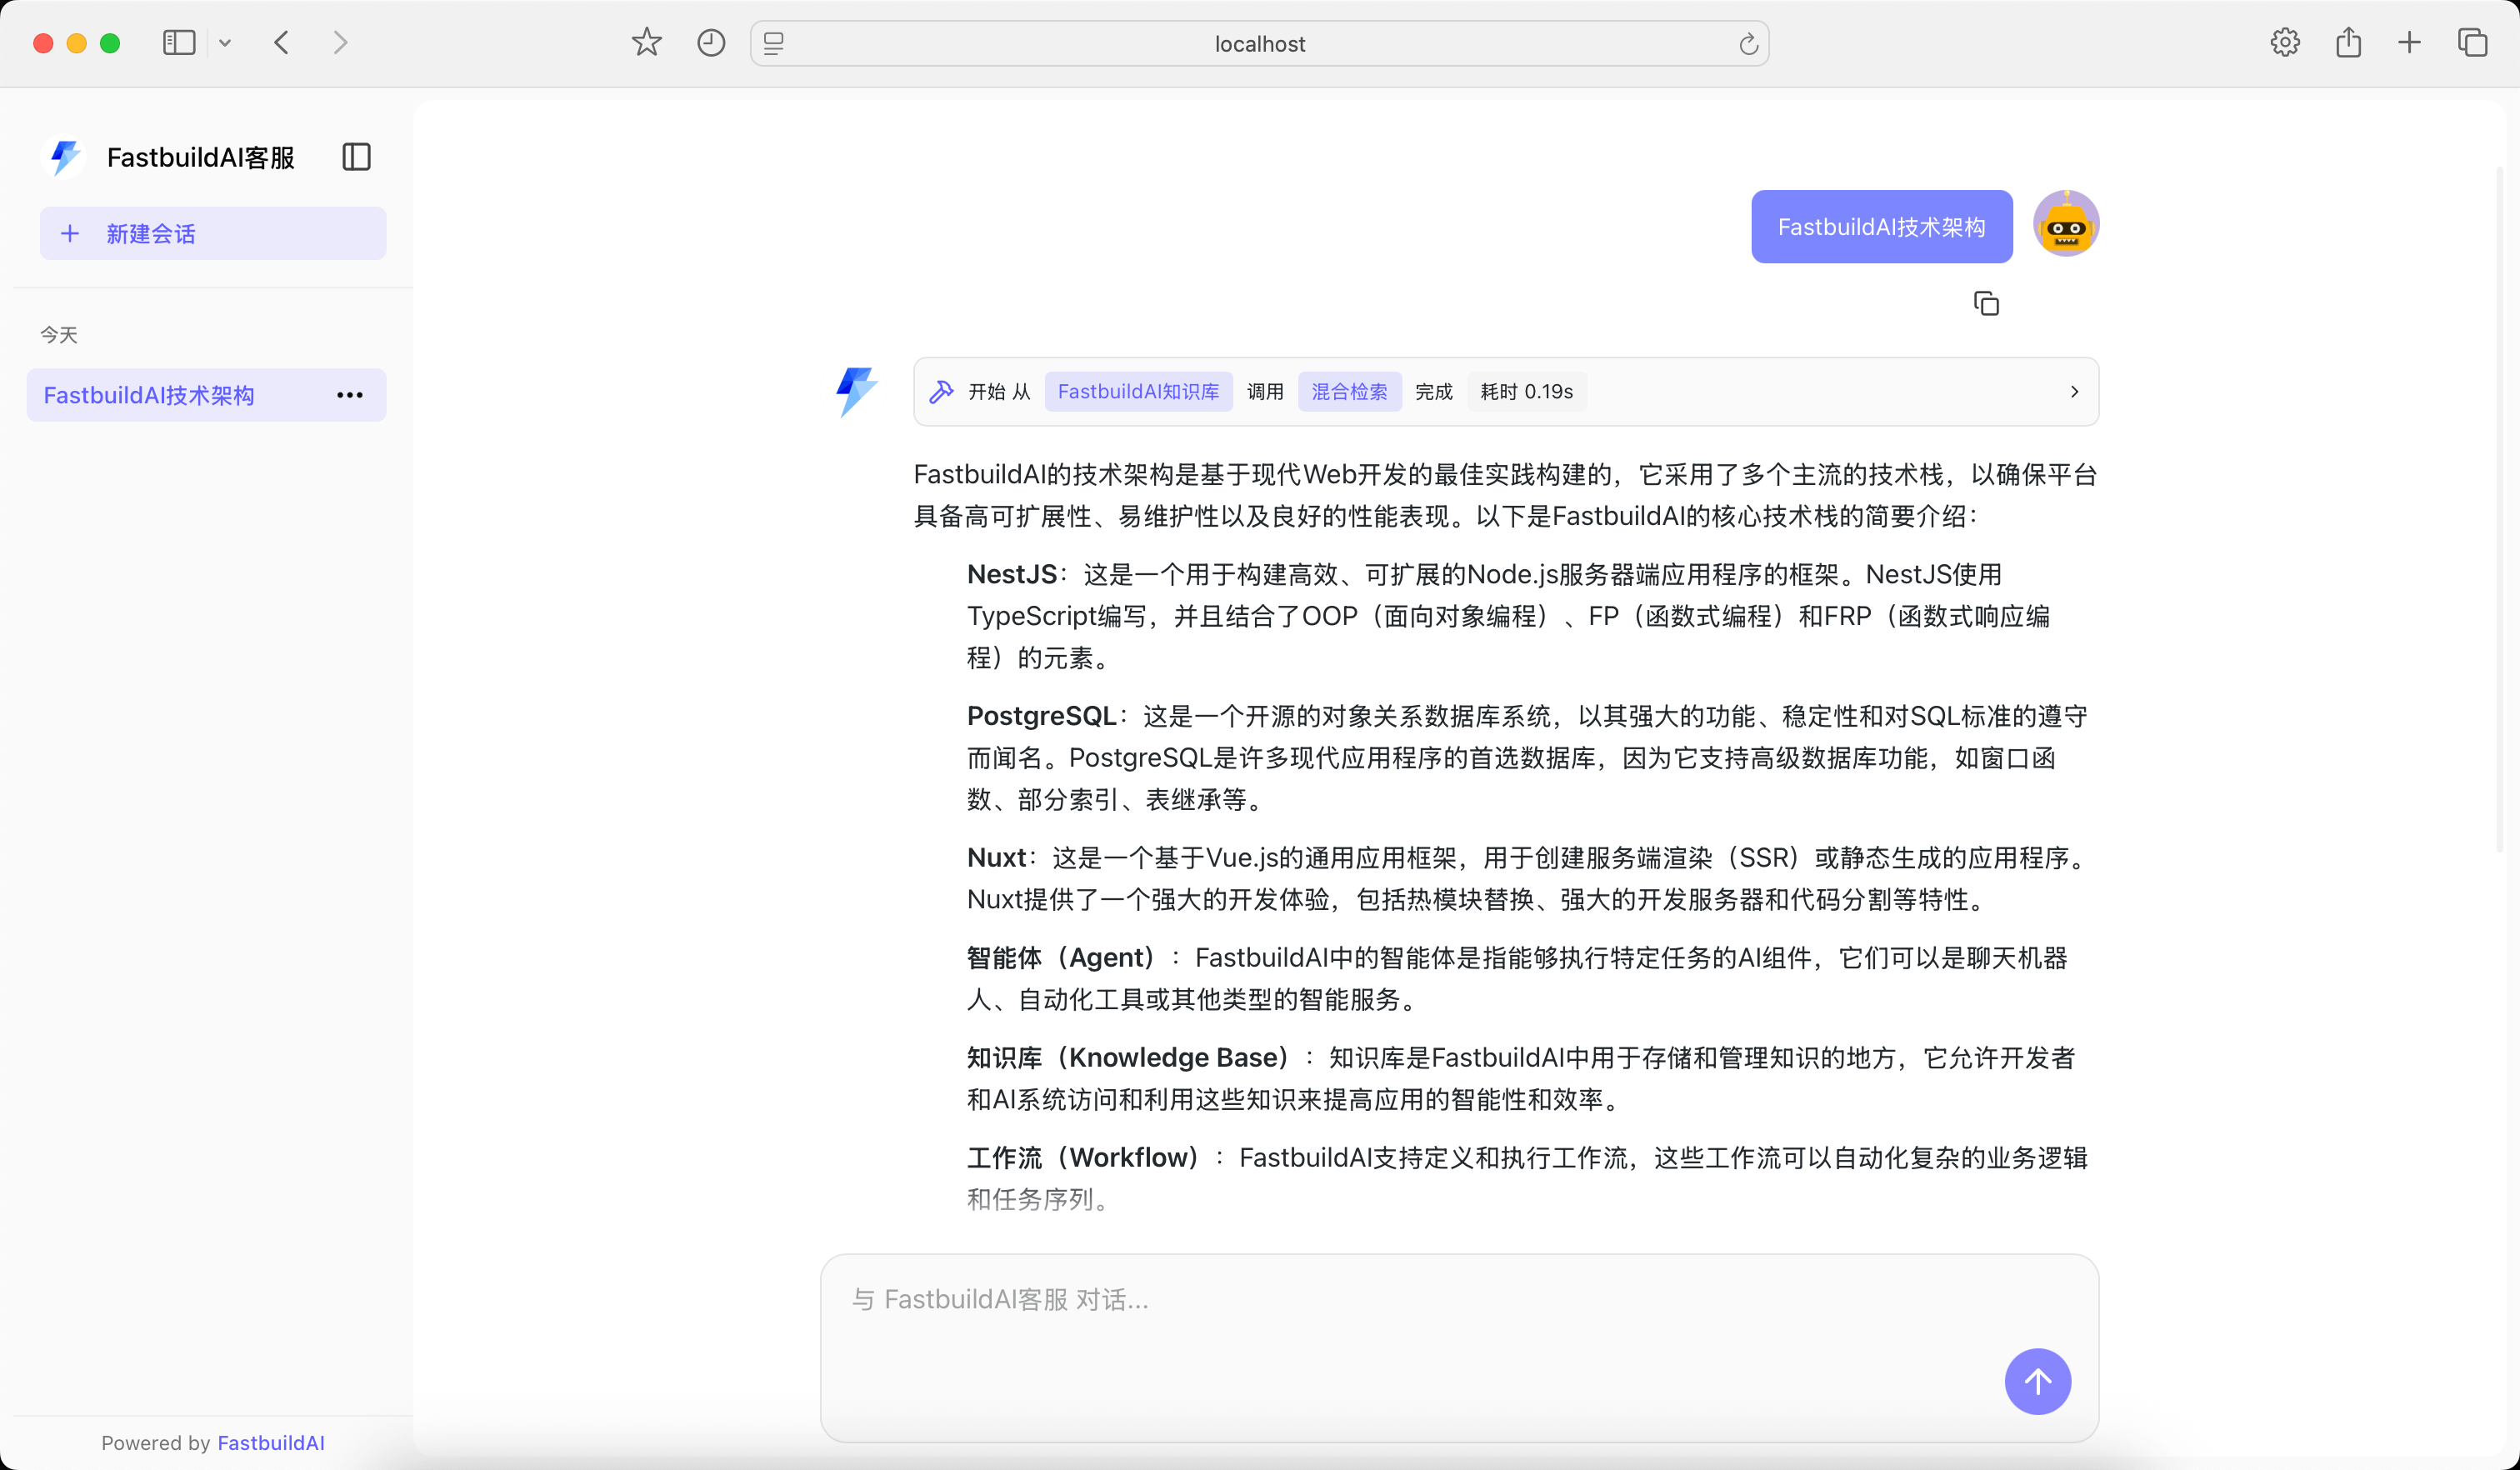 localhost
FastbuildAI客服
新建会话
今天
FastbuildAI技术架构
FastbuildAI技术架构
开始 从 FastbuildAI知识库 调用 混合检索 完成 耗时 0.19s
FastbuildAI的技术架构是基于现代Web开发的最佳实践构建的，它采用了多个主流的技术栈，以确保平台
具备高可扩展性、易维护性以及良好的性能表现。以下是FastbuildAI的核心技术栈的简要介绍：
NestJS：这是一个用于构建高效、可扩展的Node.js服务器端应用程序的框架。NestJS使用
TypeScript编写，并且结合了OOP（面向对象编程）、FP（函数式编程）和FRP（函数式响应编
程）的元素。
PostgreSQL：这是一个开源的对象关系数据库系统，以其强大的功能、稳定性和对SQL标准的遵守
而闻名。PostgreSQL是许多现代应用程序的首选数据库，因为它支持高级数据库功能，如窗口函
数、部分索引、表继承等。
Nuxt：这是一个基于Vue.js的通用应用框架，用于创建服务端渲染（SSR）或静态生成的应用程序。
Nuxt提供了一个强大的开发体验，包括热模块替换、强大的开发服务器和代码分割等特性。
智能体（Agent）：FastbuildAI中的智能体是指能够执行特定任务的AI组件，它们可以是聊天机器
人、自动化工具或其他类型的智能服务。
知识库（Knowledge Base）：知识库是FastbuildAI中用于存储和管理知识的地方，它允许开发者
和AI系统访问和利用这些知识来提高应用的智能性和效率。
工作流（Workflow）：FastbuildAI支持定义和执行工作流，这些工作流可以自动化复杂的业务逻辑
和任务序列。
与 FastbuildAI客服 对话...
Powered by FastbuildAI